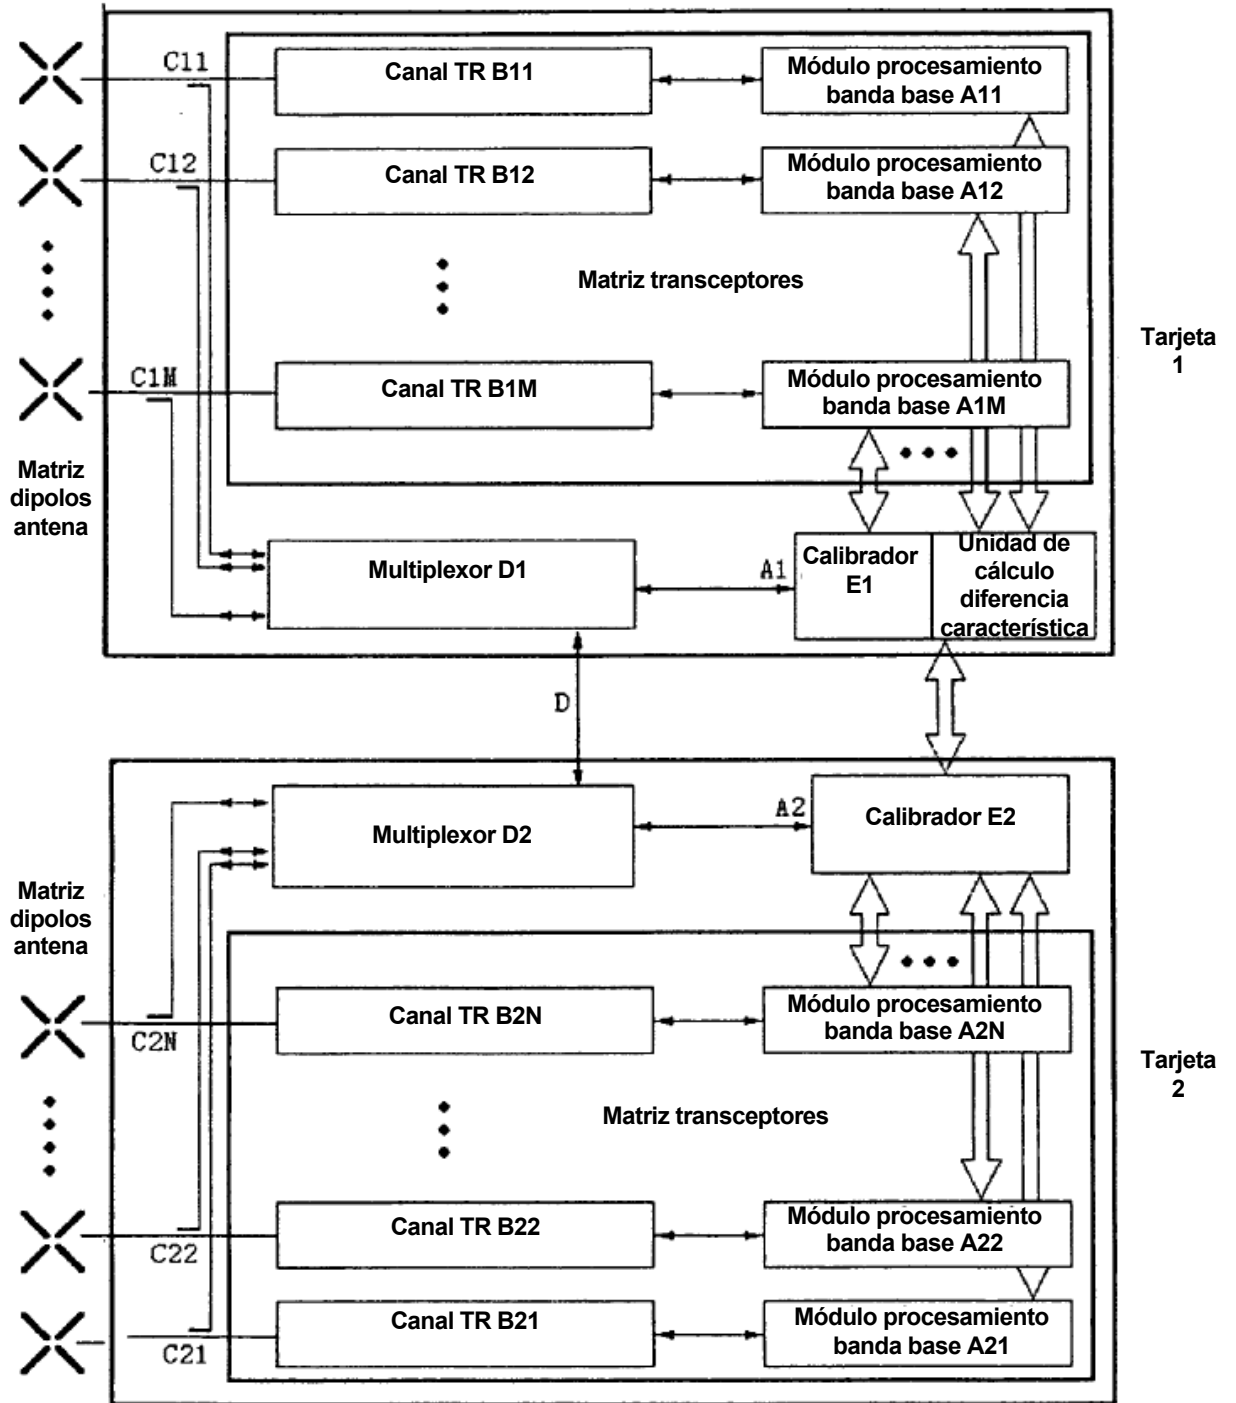 C11
Canal TR B11
Módulo procesamiento
banda base A11
C12
Canal TR B12
Módulo procesamiento
banda base A12
Matriz transceptores
Tarjeta
1
C1M
Canal TR B1M
Módulo procesamiento
banda base A1M
Matriz
dipolos
antena
Multiplexor D1
A1
Calibrador
E1
Unidad de
cálculo
diferencia
característica
D
Multiplexor D2
A2
Calibrador E2
Matriz
dipolos
antena
C2N
Canal TR B2N
Módulo procesamiento
banda base A2N
Matriz transceptores
Tarjeta
2
C22
Canal TR B22
Módulo procesamiento
banda base A22
C21
Canal TR B21
Módulo procesamiento
banda base A21